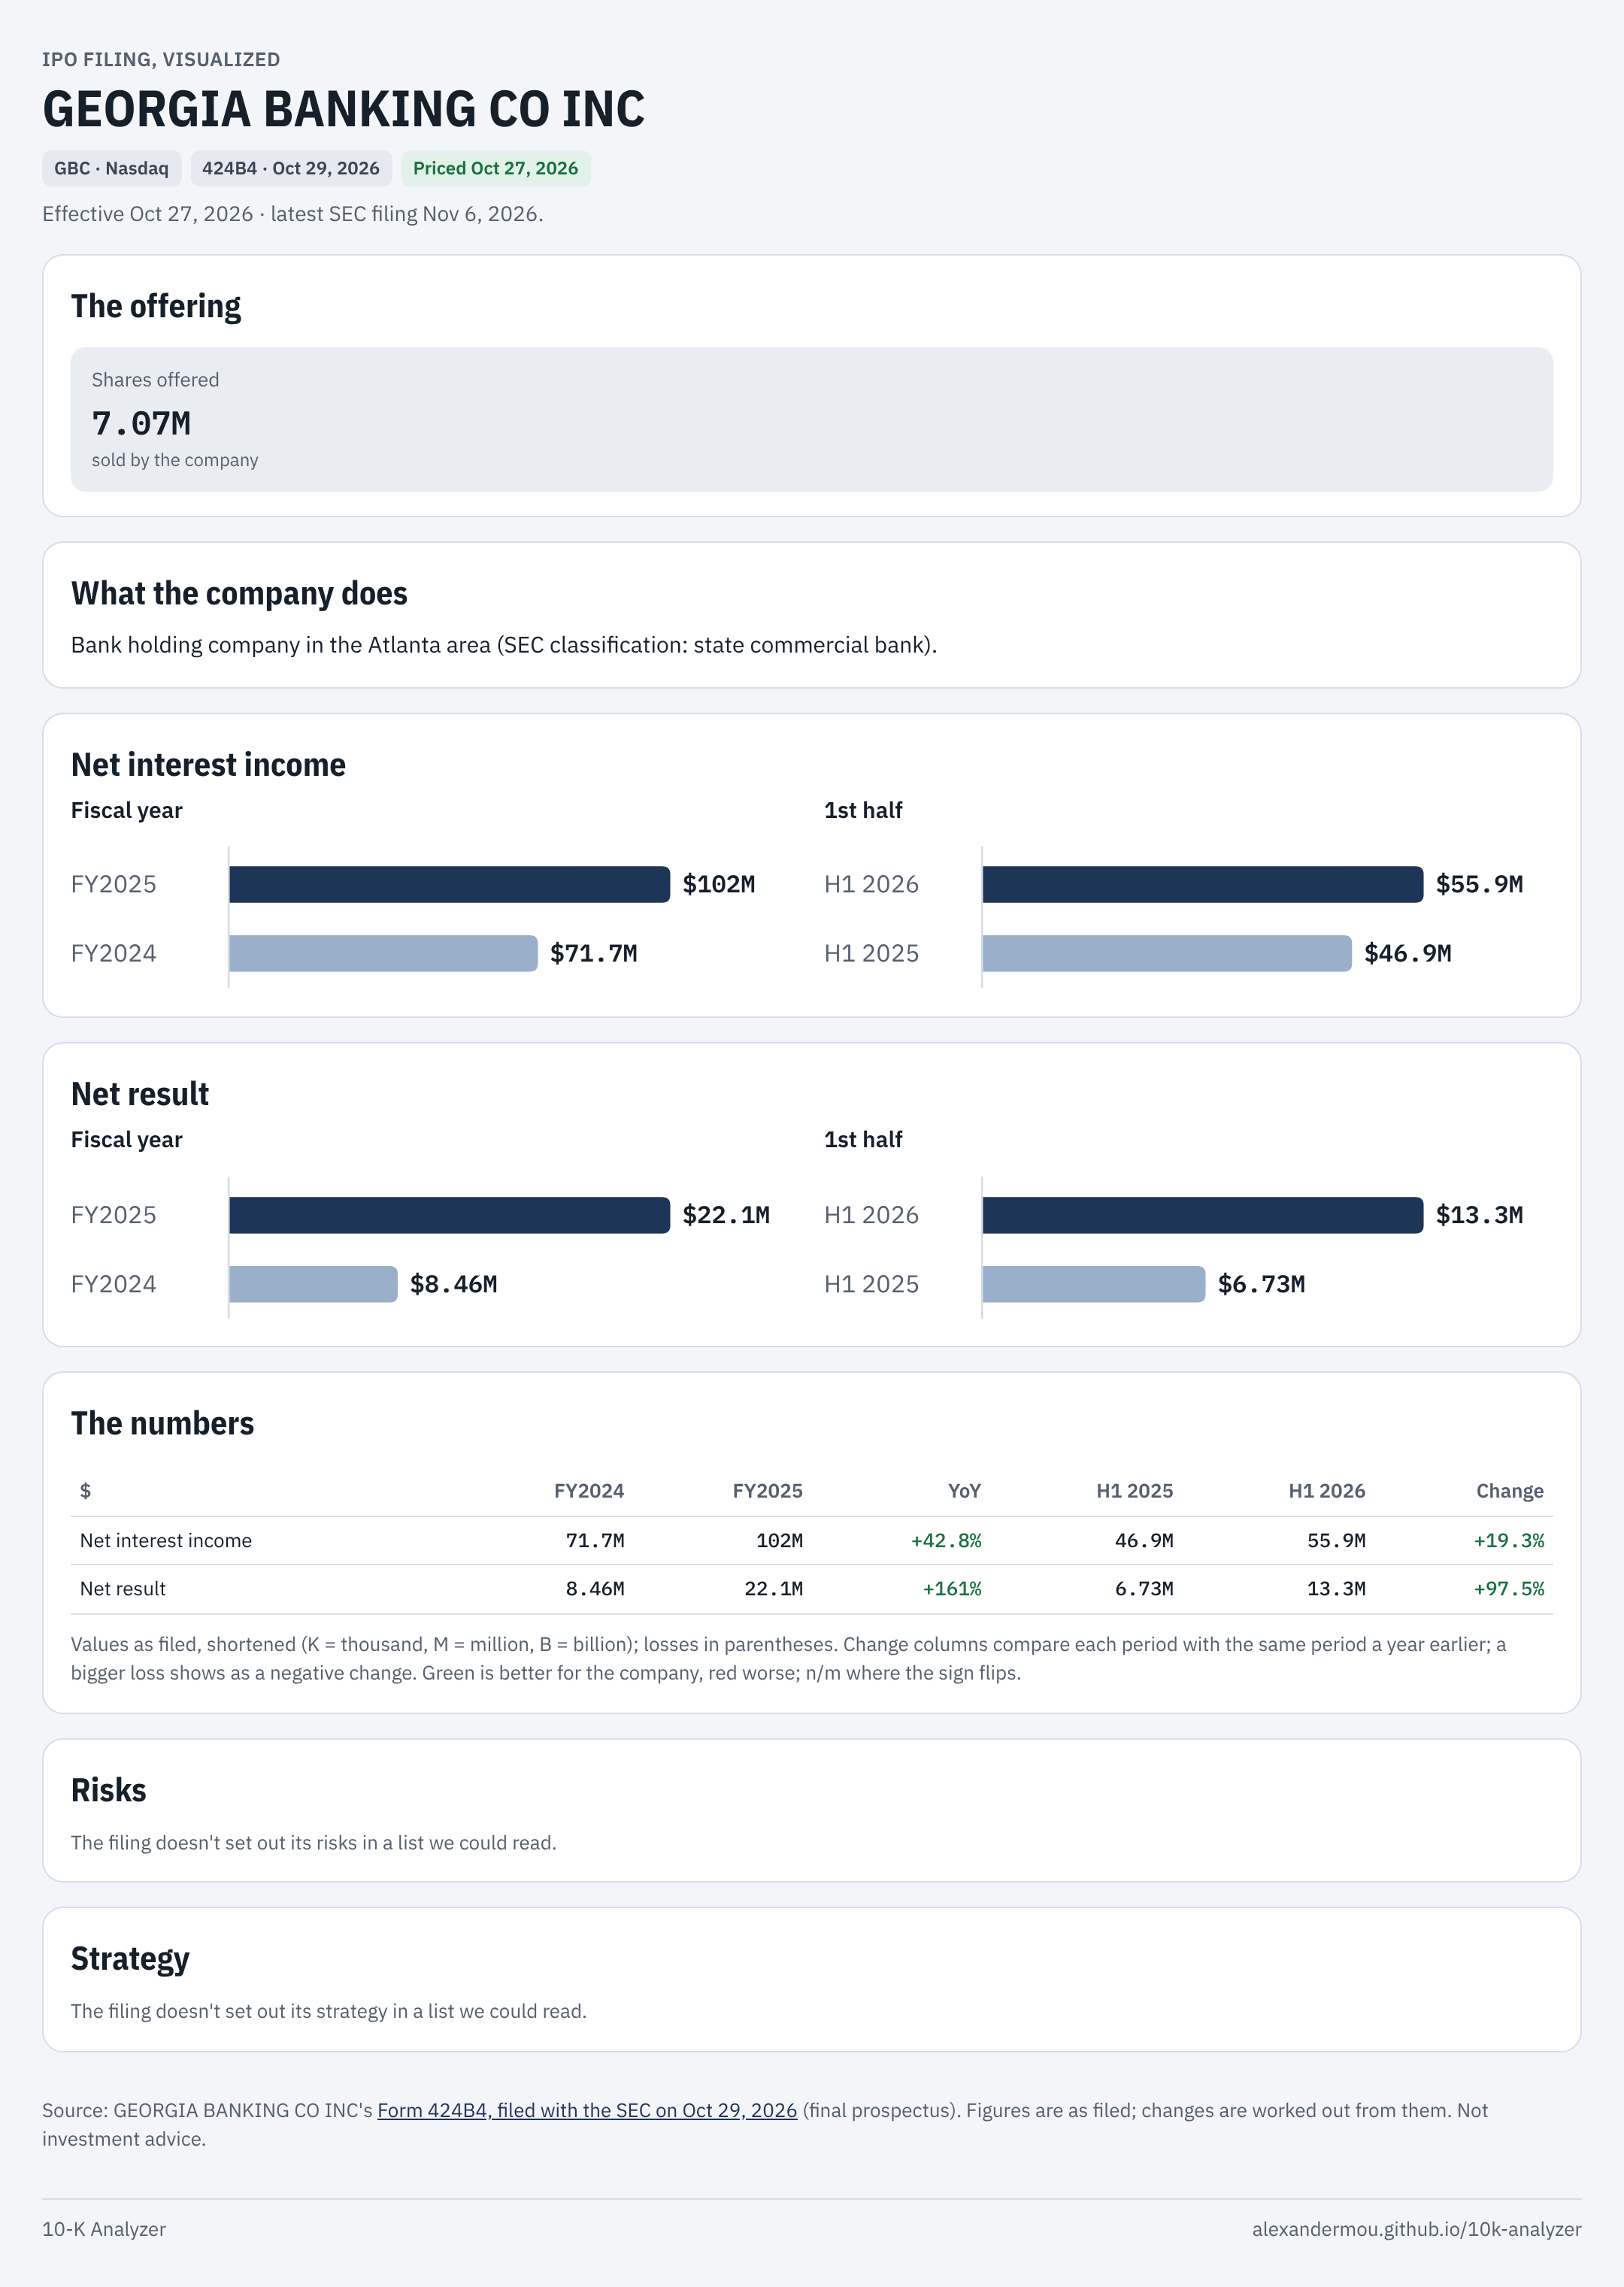 IPO FILING, VISUALIZED
GEORGIA BANKING CO INC
GBC · Nasdaq 424B4 · Oct 29, 2026 Priced Oct 27, 2026
Effective Oct 27, 2026 · latest SEC filing Nov 6, 2026.
The offering
Shares offered
7.07M
sold by the company
What the company does
Bank holding company in the Atlanta area (SEC classification: state commercial bank).
Net interest income
Fiscal year
FY2025 $102M
FY2024 $71.7M
1st half
H1 2026 $55.9M
H1 2025 $46.9M
Net result
Fiscal year
FY2025 $22.1M
FY2024 $8.46M
1st half
H1 2026 $13.3M
H1 2025 $6.73M
The numbers
$ FY2024 FY2025 YoY H1 2025 H1 2026 Change
Net interest income 71.7M 102M +42.8% 46.9M 55.9M +19.3%
Net result 8.46M 22.1M +161% 6.73M 13.3M +97.5%
Values as filed, shortened (K = thousand, M = million, B = billion); losses in parentheses. Change columns compare each period with the same period a year earlier; a
bigger loss shows as a negative change. Green is better for the company, red worse; n/m where the sign flips.
Risks
The filing doesn't set out its risks in a list we could read.
Strategy
The filing doesn't set out its strategy in a list we could read.
Source: GEORGIA BANKING CO INC's Form 424B4, filed with the SEC on Oct 29, 2026 (final prospectus). Figures are as filed; changes are worked out from them. Not
investment advice.
10-K Analyzer alexandermou.github.io/10k-analyzer